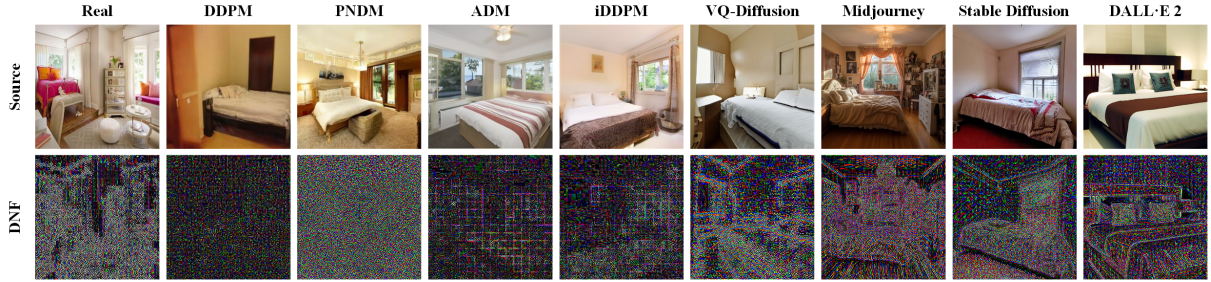 Real DDPM PNDM ADM iDDPM VQ-Diffusion Midjourney Stable Diffusion DALL·E 2
Source
DNF